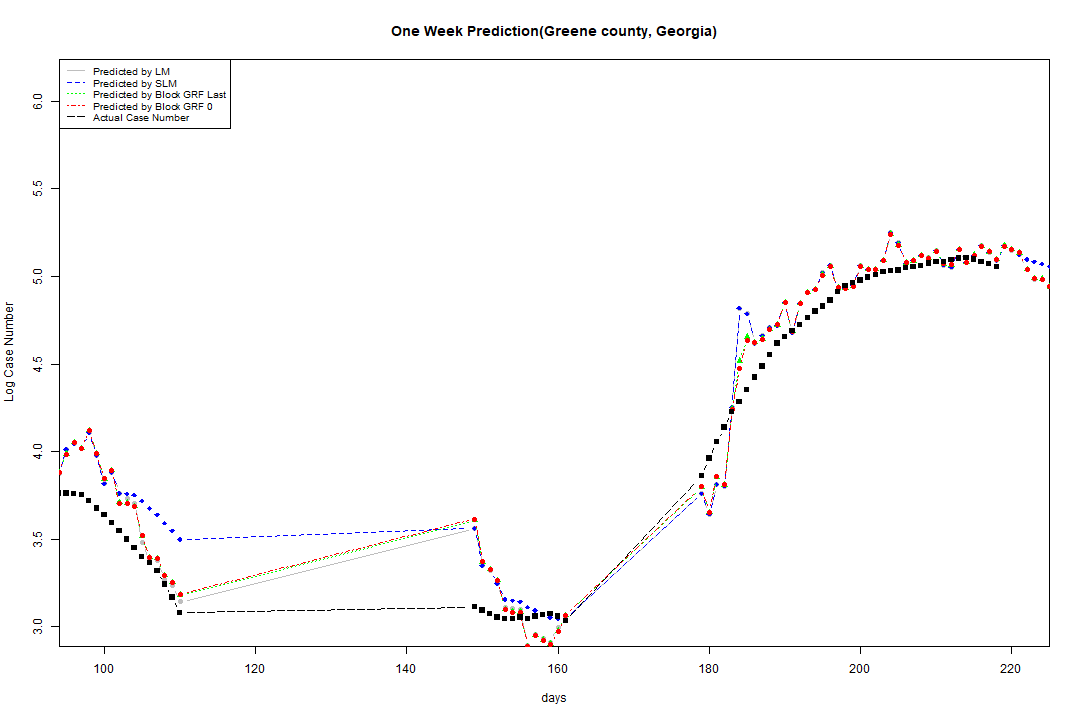 One Week Prediction(Greene county, Georgia)
Predicted by LM
Predicted by SLM
Predicted by Block GRF Last
Predicted by Block GRF 0
Actual Case Number
Log Case Number
6.0
5.5
5.0
4.5
4.0
3.5
3.0
100 120 140 160 180 200 220
days